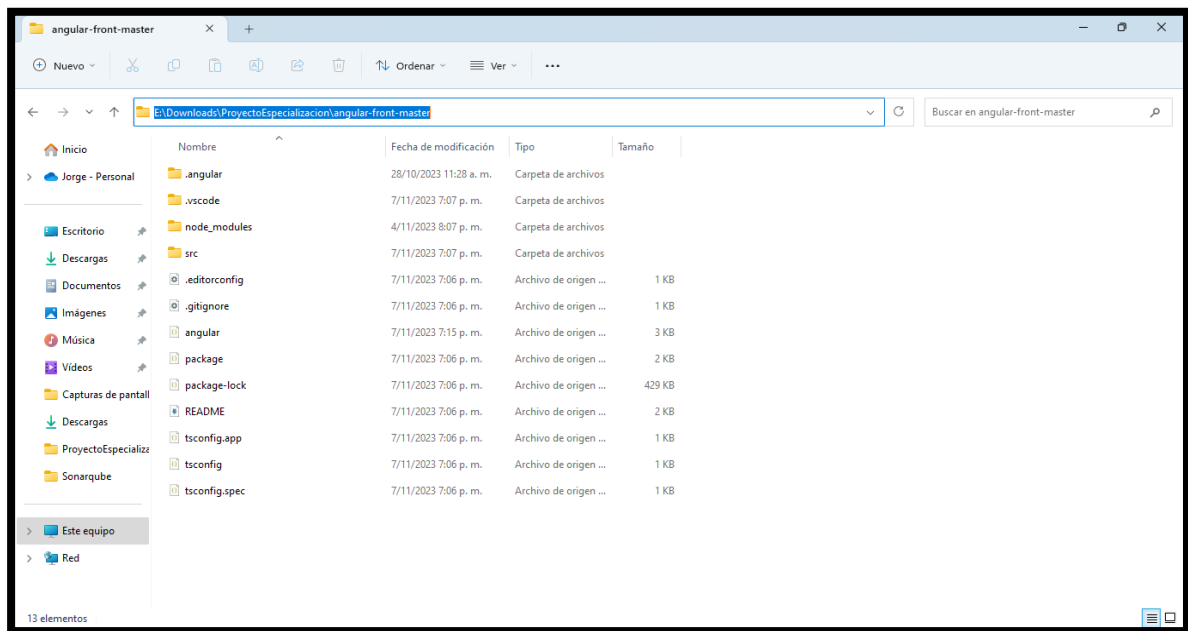 angular-front-master
Nuevo
Ordenar
Ver
E:\Downloads\ProyectoEspecializacion\angular-front-master
Buscar en angular-front-master
Inicio
Jorge - Personal
Escritorio
Descargas
Documentos
Imágenes
Música
Vídeos
Capturas de pantall
Descargas
ProyectoEspecializa
Sonarqube
Este equipo
Red
Nombre Fecha de modificación Tipo Tamaño
.angular 28/10/2023 11:28 a. m. Carpeta de archivos
.vscode 7/11/2023 7:07 p. m. Carpeta de archivos
node_modules 4/11/2023 8:07 p. m. Carpeta de archivos
src 7/11/2023 7:07 p. m. Carpeta de archivos
.editorconfig 7/11/2023 7:06 p. m. Archivo de origen ... 1 KB
.gitignore 7/11/2023 7:06 p. m. Archivo de origen ... 1 KB
angular 7/11/2023 7:15 p. m. Archivo de origen ... 3 KB
package 7/11/2023 7:06 p. m. Archivo de origen ... 2 KB
package-lock 7/11/2023 7:06 p. m. Archivo de origen ... 429 KB
README 7/11/2023 7:06 p. m. Archivo de origen ... 2 KB
tsconfig.app 7/11/2023 7:06 p. m. Archivo de origen ... 1 KB
tsconfig 7/11/2023 7:06 p. m. Archivo de origen ... 1 KB
tsconfig.spec 7/11/2023 7:06 p. m. Archivo de origen ... 1 KB
13 elementos